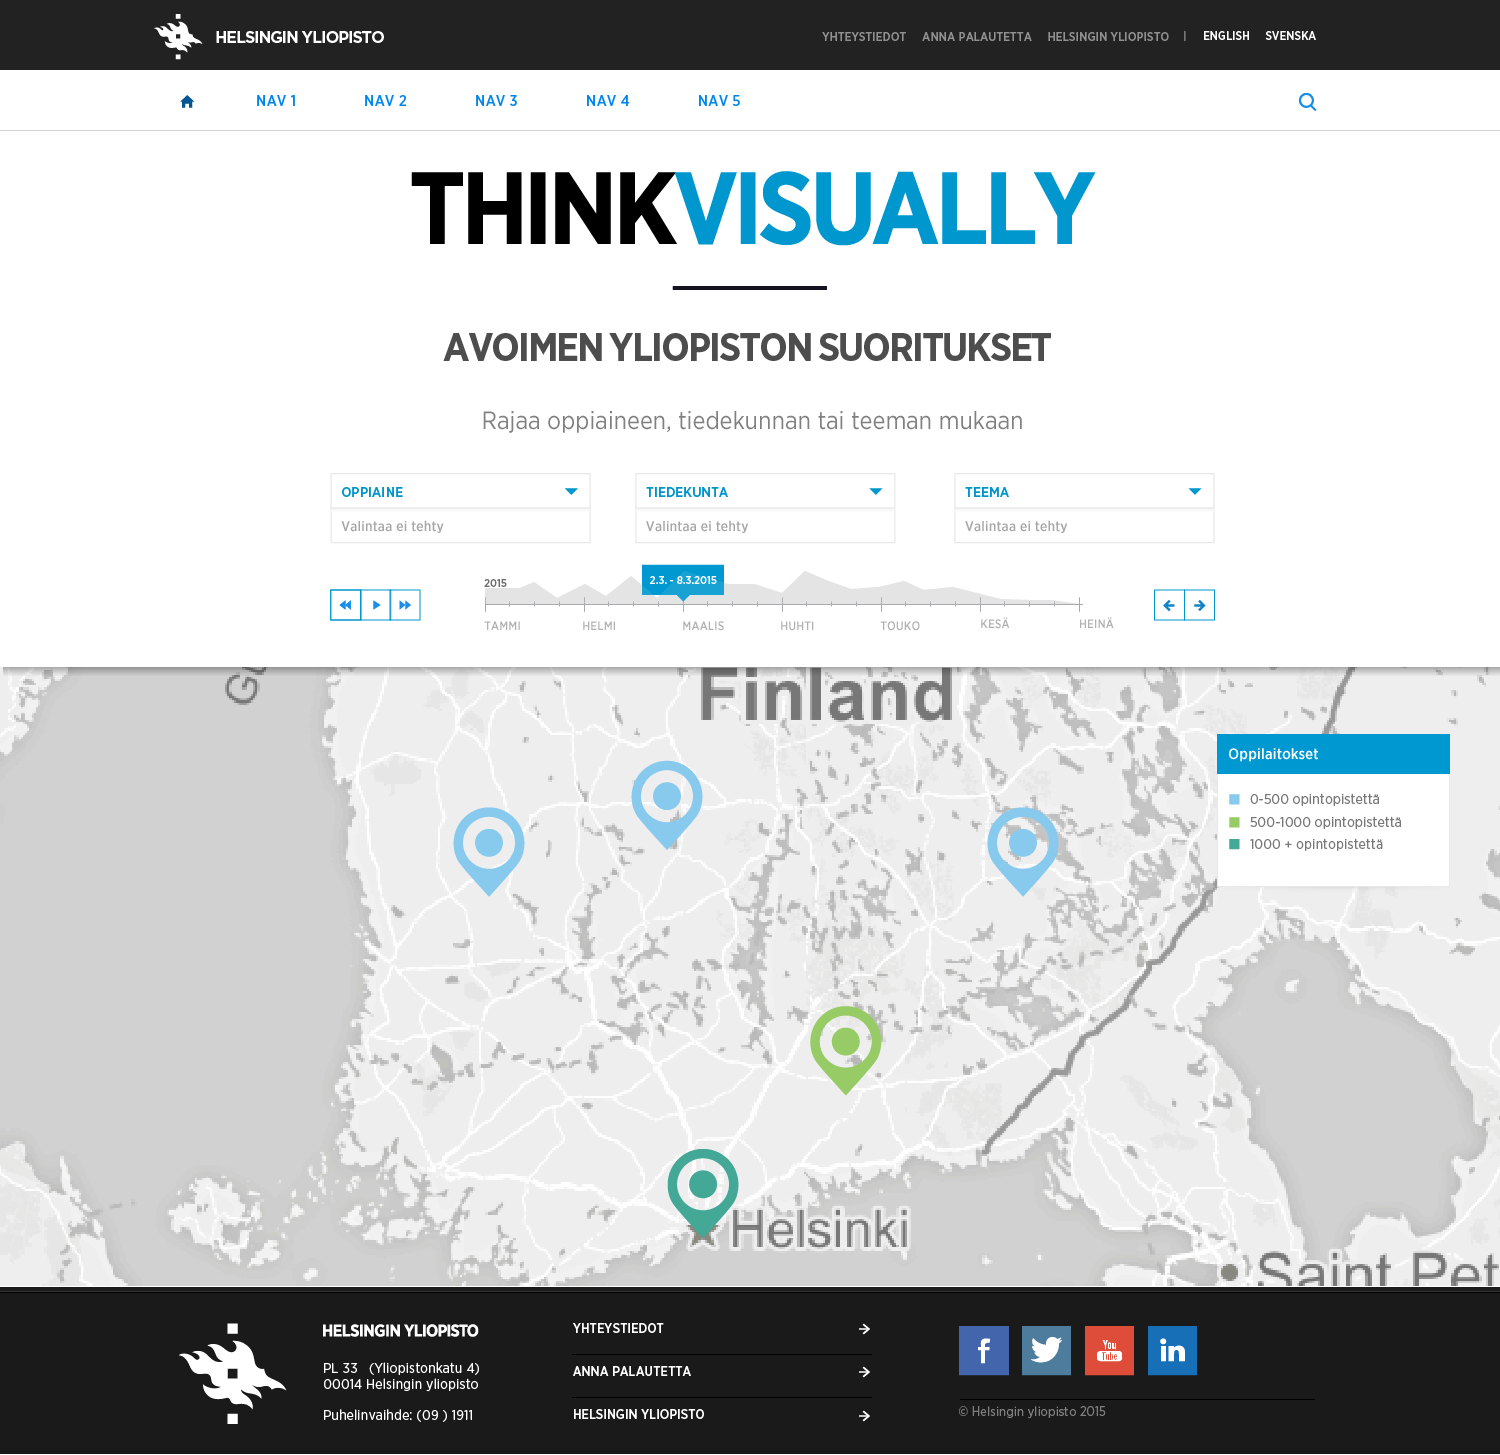 HELSINGIN YLIOPISTO
YHTEYSTIEDOT ANNA PALAUTETTA HELSINGIN YLIOPISTO | ENGLISH SVENSKA
NAV 1 NAV 2 NAV 3 NAV 4 NAV 5
THINKVISUALLY
AVOIMEN YLIOPISTON SUORITUKSET
Rajaa oppiaineen, tiedekunnan tai teeman mukaan
OPPIAINE TIEDEKUNTA TEEMA
Valintaa ei tehty Valintaa ei tehty Valintaa ei tehty
2015 2.3. - 8.3.2015
TAMMI HELMI MAALIS HUHTI TOUKO KESÄ HEINÄ
Finland
Oppilaitokset
0-500 opintopistettä
500-1000 opintopistettä
1000 + opintopistettä
Helsinki
Saint Pet
HELSINGIN YLIOPISTO
PL 33 (Yliopistonkatu 4)
00014 Helsingin yliopisto
Puhelinvaihde: (09 ) 1911
YHTEYSTIEDOT
ANNA PALAUTETTA
HELSINGIN YLIOPISTO
f You Tube in
© Helsingin yliopisto 2015